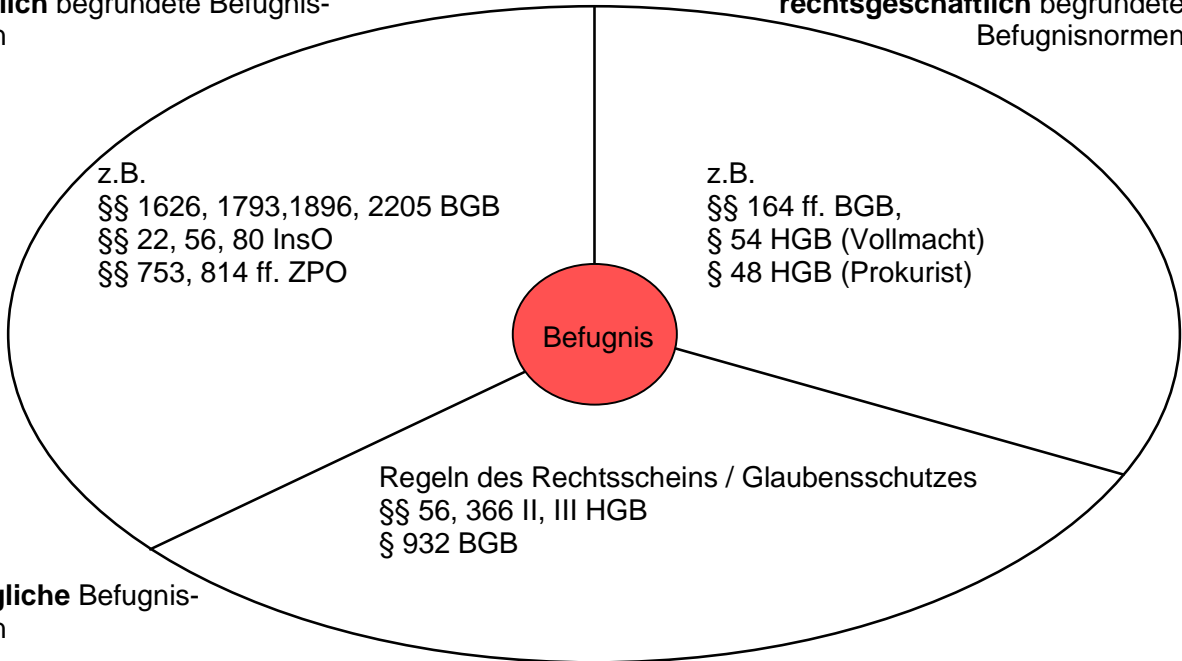 lich begründete Befugnis-
n
rechtsgeschäftlich begründete
Befugnisnormen
z.B.
§§ 1626, 1793,1896, 2205 BGB
§§ 22, 56, 80 InsO
§§ 753, 814 ff. ZPO
z.B.
§§ 164 ff. BGB,
§ 54 HGB (Vollmacht)
§ 48 HGB (Prokurist)
Befugnis
Regeln des Rechtsscheins / Glaubensschutzes
§§ 56, 366 II, III HGB
§ 932 BGB
gliche Befugnis-
n